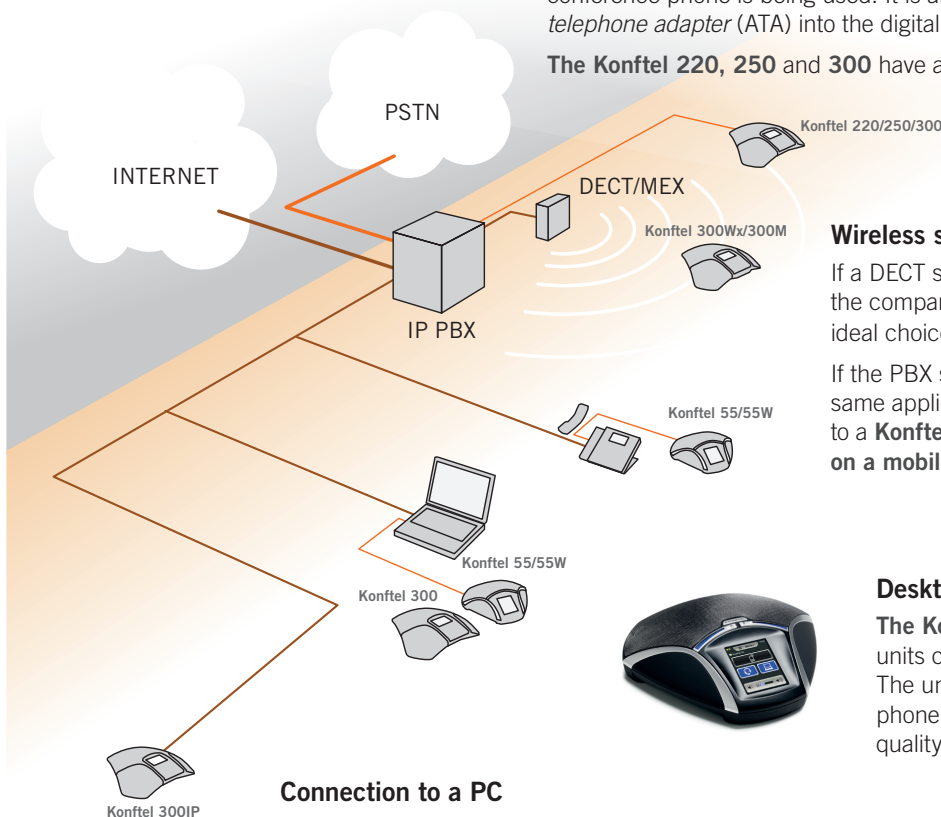 conference phone is being used. It is a
telephone adapter (ATA) into the digital
The Konftel 220, 250 and 300 have a
PSTN
Konftel 220/250/300
INTERNET
DECT/MEX
Konftel 300Wx/300M
IP PBX
Wireless s
If a DECT s
the compar
ideal choice
If the PBX s
same appli
to a Konfte
on a mobil
Konftel 55/55W
Konftel 55/55W
Konftel 300
Deskt
The Ko
units c
The un
phone
quality
Connection to a PC
Konftel 300IP